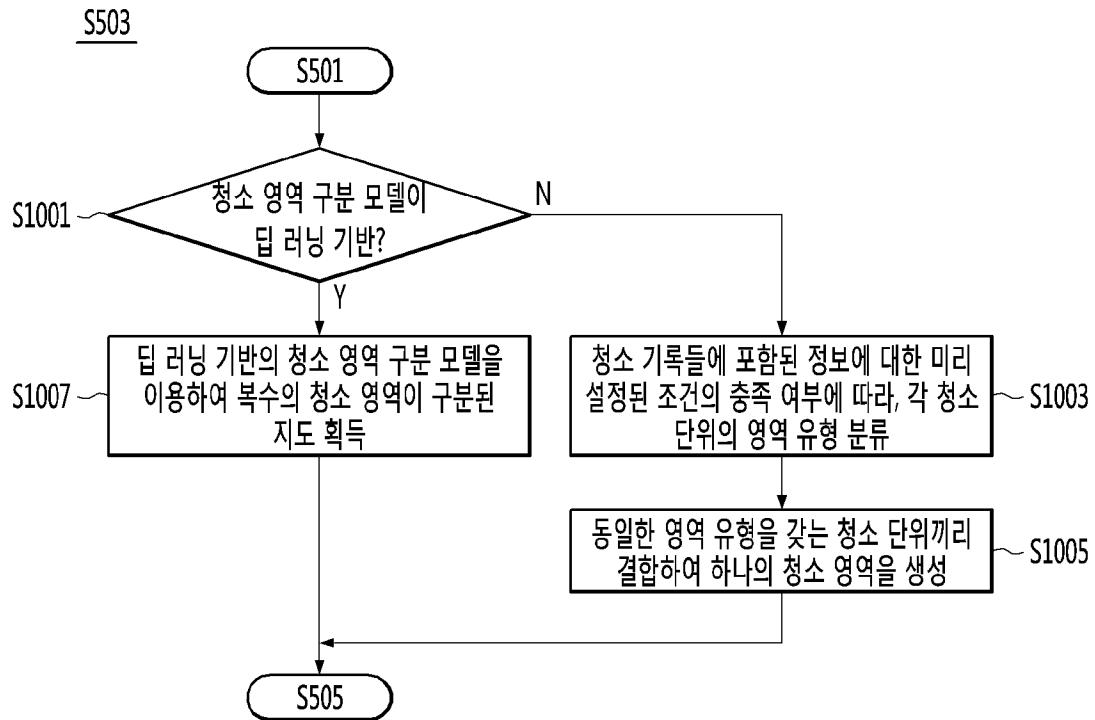 S503
S501
S1001
청소 영역 구분 모델이
딥 러닝 기반?
N
Y
S1007
딥 러닝 기반의 청소 영역 구분 모델을
이용하여 복수의 청소 영역이 구분된
지도 획득
청소 기록들에 포함된 정보에 대한 미리
설정된 조건의 충족 여부에 따라, 각 청소
단위의 영역 유형 분류
S1003
동일한 영역 유형을 갖는 청소 단위끼리
결합하여 하나의 청소 영역을 생성
S1005
S505